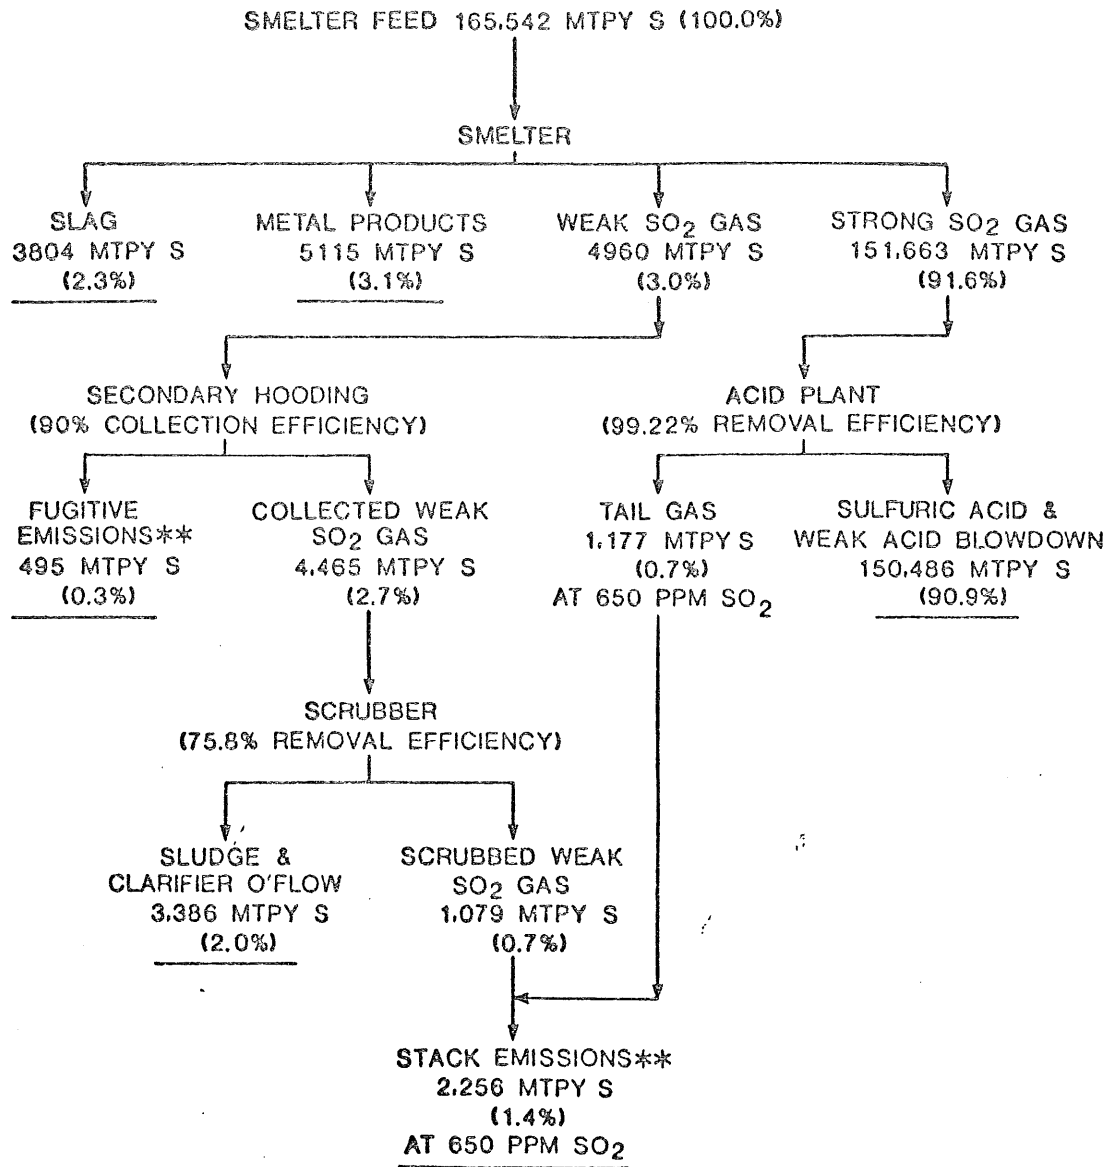 SMELTER FEED 165,542 MTPY S (100.0%)
SMELTER
SLAG
3804 MTPY S
(2.3%)
METAL PRODUCTS
5115 MTPY S
(3.1%)
WEAK SO2 GAS
4960 MTPY S
(3.0%)
STRONG SO2 GAS
151,663 MTPY S
(91.6%)
SECONDARY HOODING
(90% COLLECTION EFFICIENCY)
ACID PLANT
(99.22% REMOVAL EFFICIENCY)
FUGITIVE
EMISSIONS**
495 MTPY S
(0.3%)
COLLECTED WEAK
SO2 GAS
4,465 MTPY S
(2.7%)
TAIL GAS
1,177 MTPY S
(0.7%)
AT 650 PPM SO2
SULFURIC ACID &
WEAK ACID BLOWDOWN
150,486 MTPY S
(90.9%)
SCRUBBER
(75.8% REMOVAL EFFICIENCY)
SLUDGE &
CLARIFIER O'FLOW
3,386 MTPY S
(2.0%)
SCRUBBED WEAK
SO2 GAS
1,079 MTPY S
(0.7%)
STACK EMISSIONS**
2,256 MTPY S
(1.4%)
AT 650 PPM SO2